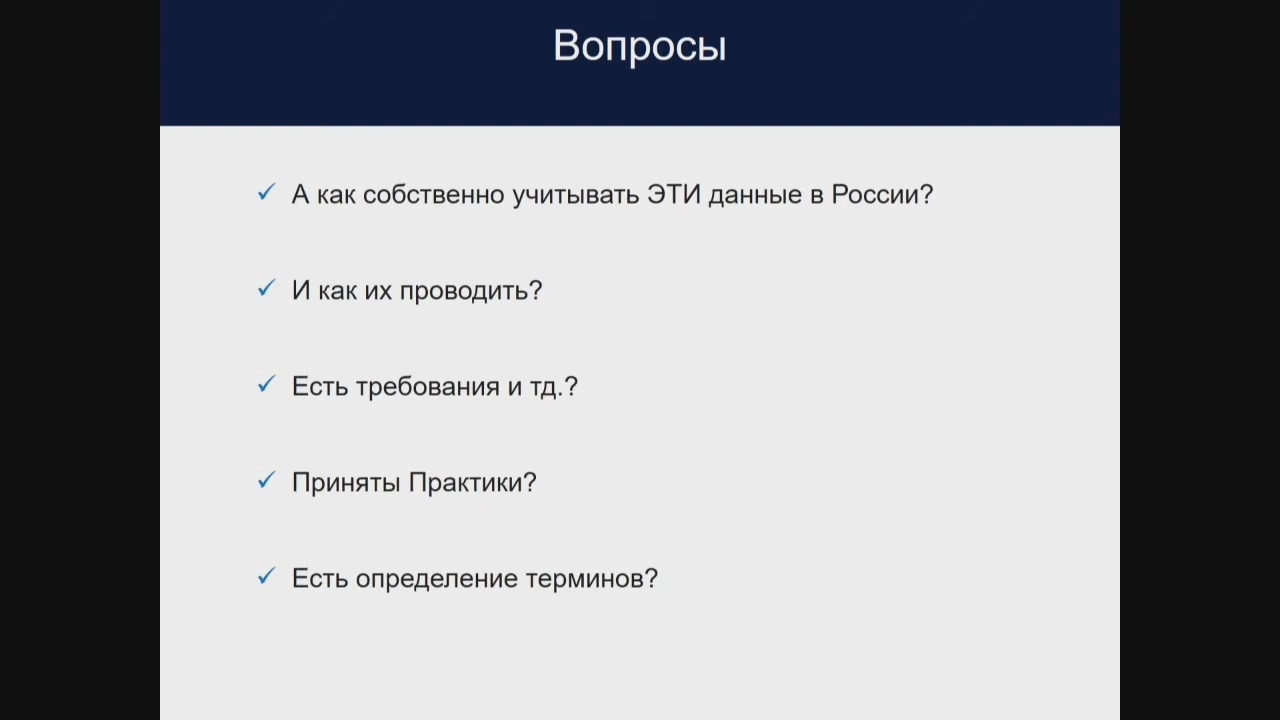 Вопросы
А как собственно учитывать ЭТИ данные в России?
И как их проводить?
Есть требования и тд.?
Приняты Практики?
Есть определение терминов?